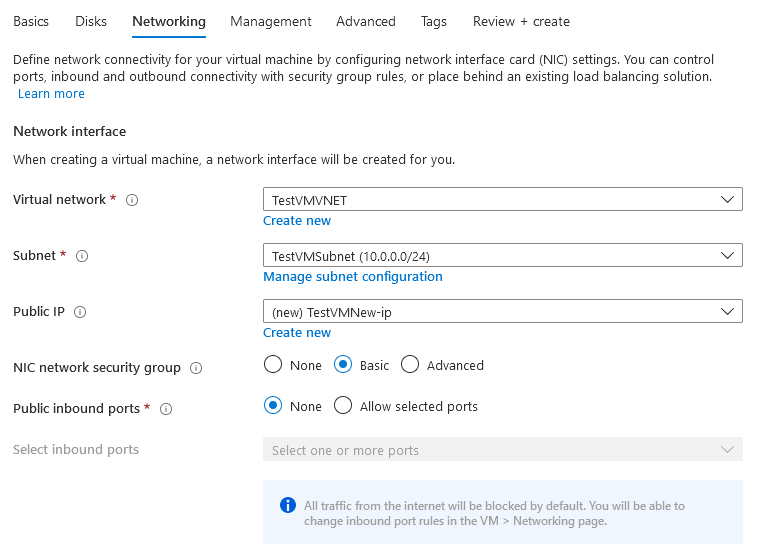 Basics Disks Networking Management Advanced Tags Review + create
Define network connectivity for your virtual machine by configuring network interface card (NIC) settings. You can control
ports, inbound and outbound connectivity with security group rules, or place behind an existing load balancing solution.
Learn more
Network interface
When creating a virtual machine, a network interface will be created for you.
Virtual network * TestVMVNET
Create new
Subnet * TestVMSubnet (10.0.0.0/24)
Manage subnet configuration
Public IP (new) TestVMNew-ip
Create new
NIC network security group None Basic Advanced
Public inbound ports * None Allow selected ports
Select inbound ports Select one or more ports
All traffic from the internet will be blocked by default. You will be able to
change inbound port rules in the VM > Networking page.